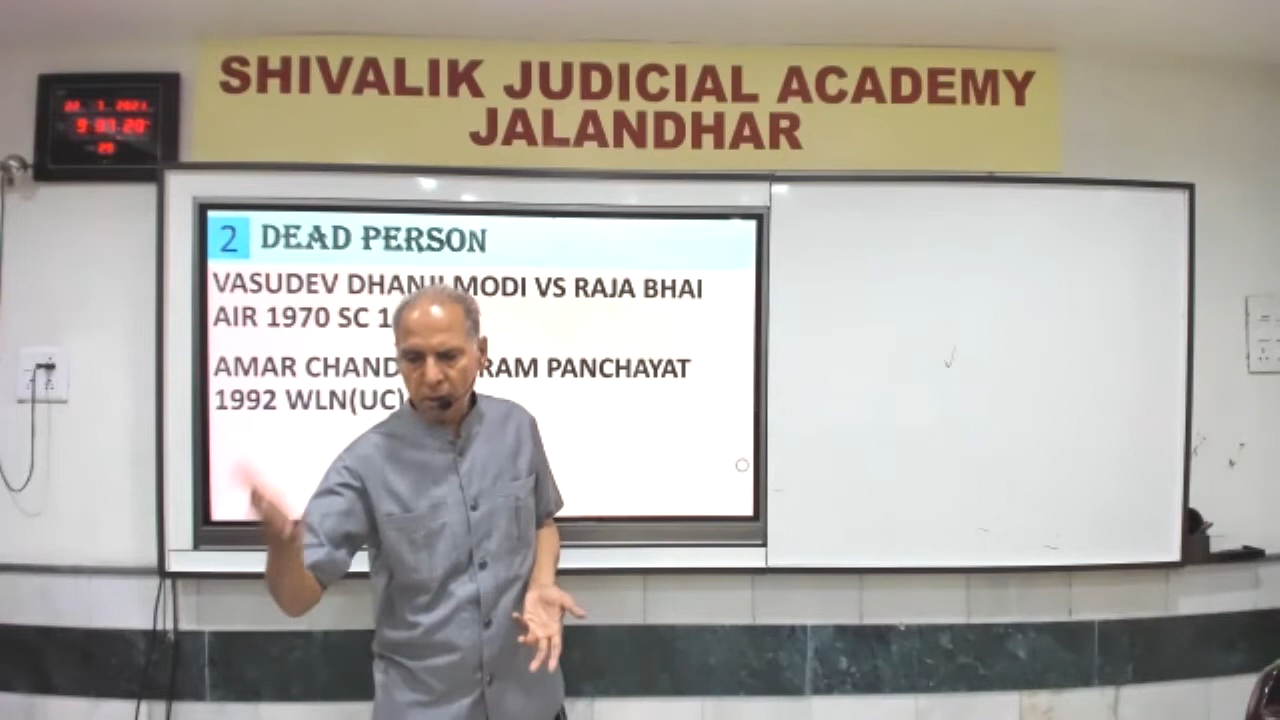 SHIVALIK JUDICIAL ACADEMY
JALANDHAR
2 DEAD PERSON
VASUDEV DHANJI MODI VS RAJA BHAI
AIR 1970 SC
AMAR CHAND RAM PANCHAYAT
1992 WLN(UC)